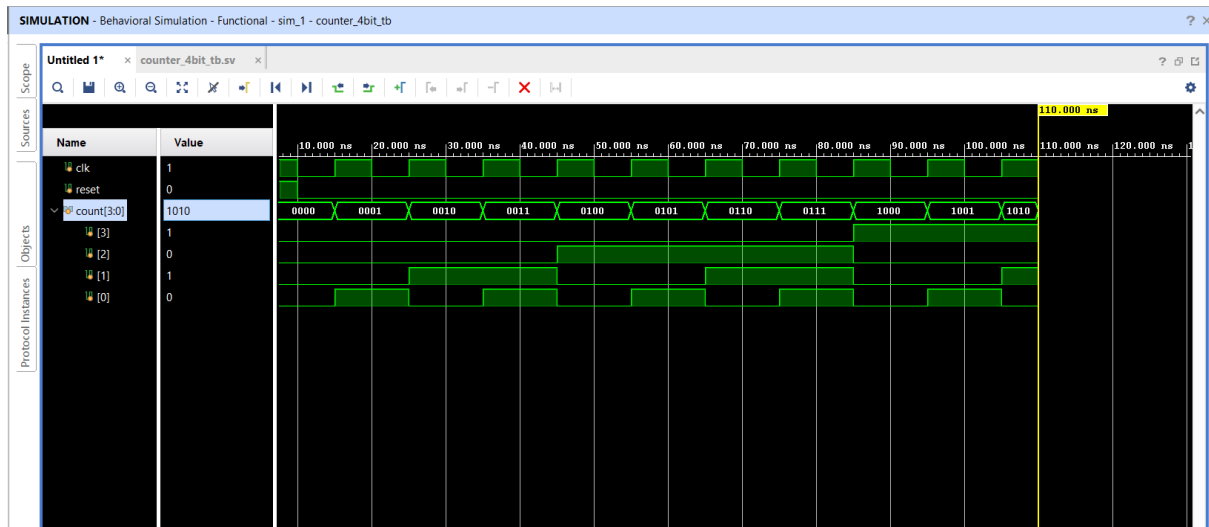 SIMULATION - Behavioral Simulation - Functional - sim_1 - counter_4bit_tb
?
×
Scope
Sources
Objects
Protocol Instances
Untitled 1* × counter_4bit_tb.sv ×
?
110.000 ns
Name Value
10.000 ns 20.000 ns 30.000 ns 40.000 ns 50.000 ns 60.000 ns 70.000 ns 80.000 ns 90.000 ns 100.000 ns 110.000 ns 120.000 ns 1
clk 1
reset 0
count[3:0] 1010 0000 0001 0010 0011 0100 0101 0110 0111 1000 1001 1010
[3] 1
[2] 0
[1] 1
[0] 0